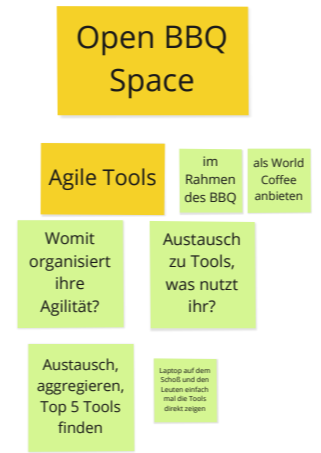 Open BBQ
Space
Agile Tools
im
Rahmen
des BBQ
als World
Coffee
anbieten
Womit
organisiert
ihre
Agilität?
Austausch
zu Tools,
was nutzt
ihr?
Austausch,
aggregieren,
Top 5 Tools
finden
Laptop auf dem
Schoß und den
Leuten einfach
mal die Tools
direkt zeigen